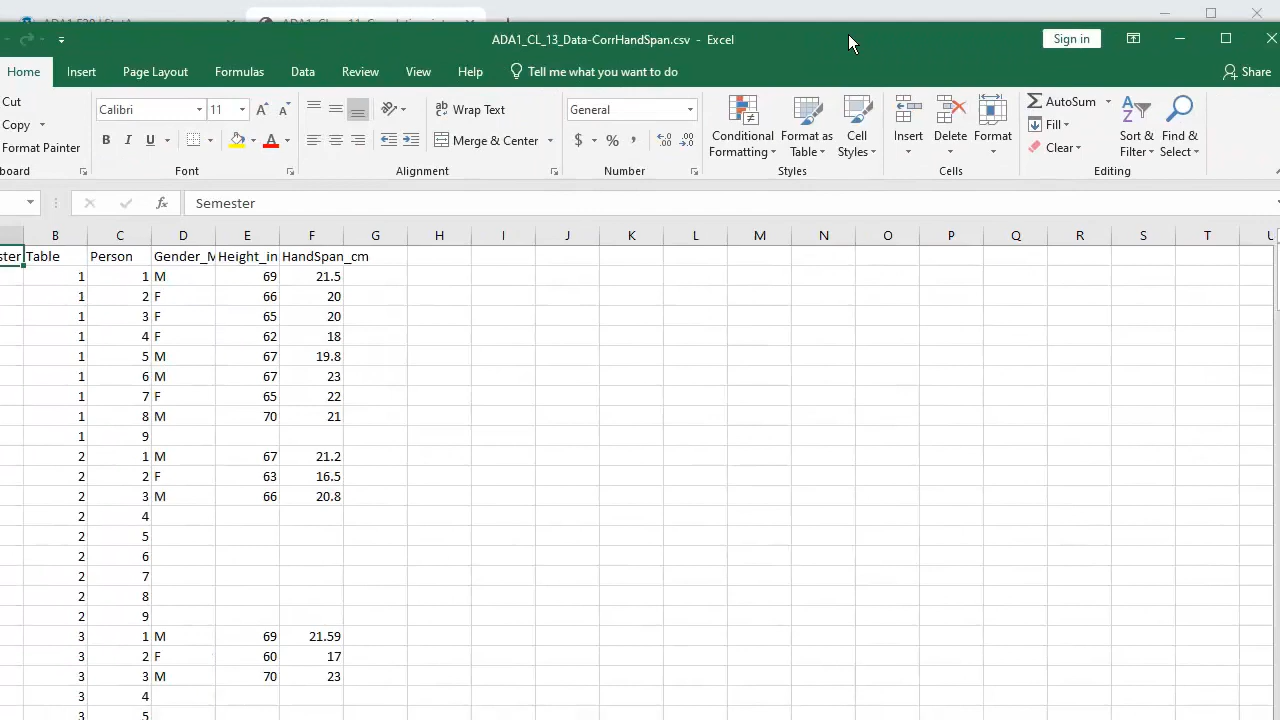 ADA1_CL_13_Data-CorrHandSpan.csv - Excel
Sign in
Home Insert Page Layout Formulas Data Review View Help Tell me what you want to do Share
Cut
Copy
Format Painter
Calibri 11
Wrap Text
Merge & Center
General
Conditional Formatting
Format as Table
Cell Styles
Insert Delete Format
AutoSum
Fill
Clear
Sort & Filter
Find & Select
board Font Alignment Number Styles Cells Editing
fx Semester
B C D E F G H I J K L M N O P Q R S T U
ster Table Person Gender_M Height_in HandSpan_cm
1 1 M 69 21.5
1 2 F 66 20
1 3 F 65 20
1 4 F 62 18
1 5 M 67 19.8
1 6 M 67 23
1 7 F 65 22
1 8 M 70 21
1 9
2 1 M 67 21.2
2 2 F 63 16.5
2 3 M 66 20.8
2 4
2 5
2 6
2 7
2 8
2 9
3 1 M 69 21.59
3 2 F 60 17
3 3 M 70 23
3 4
3 5